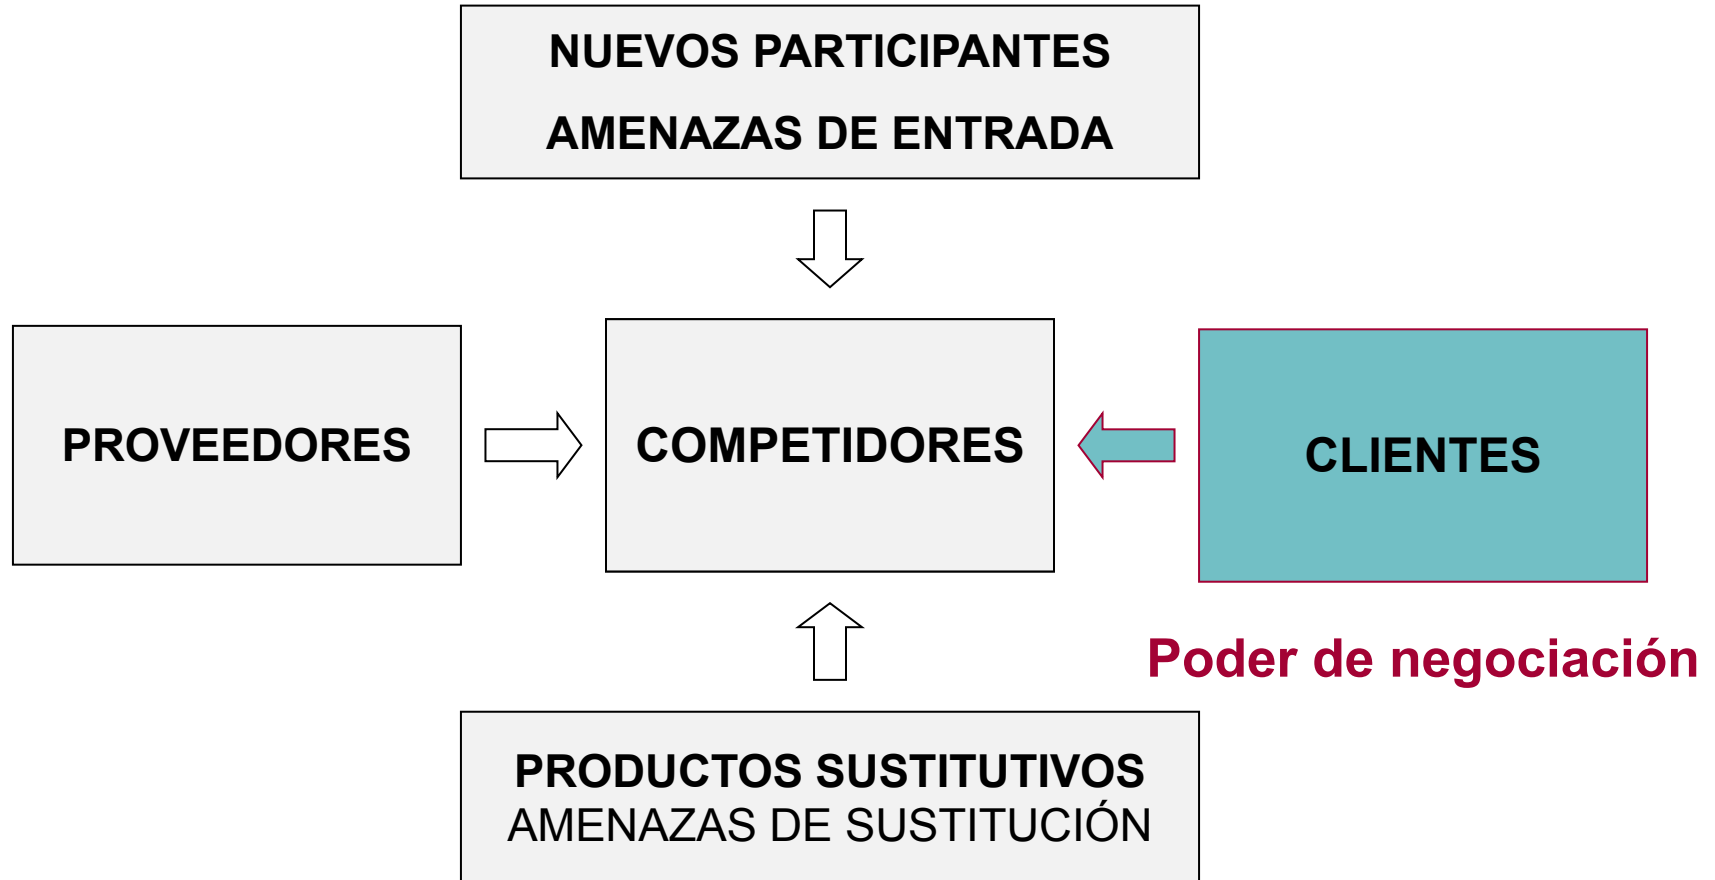 NUEVOS PARTICIPANTES
AMENAZAS DE ENTRADA
PROVEEDORES
COMPETIDORES
CLIENTES
Poder de negociación
PRODUCTOS SUSTITUTIVOS
AMENAZAS DE SUSTITUCIÓN